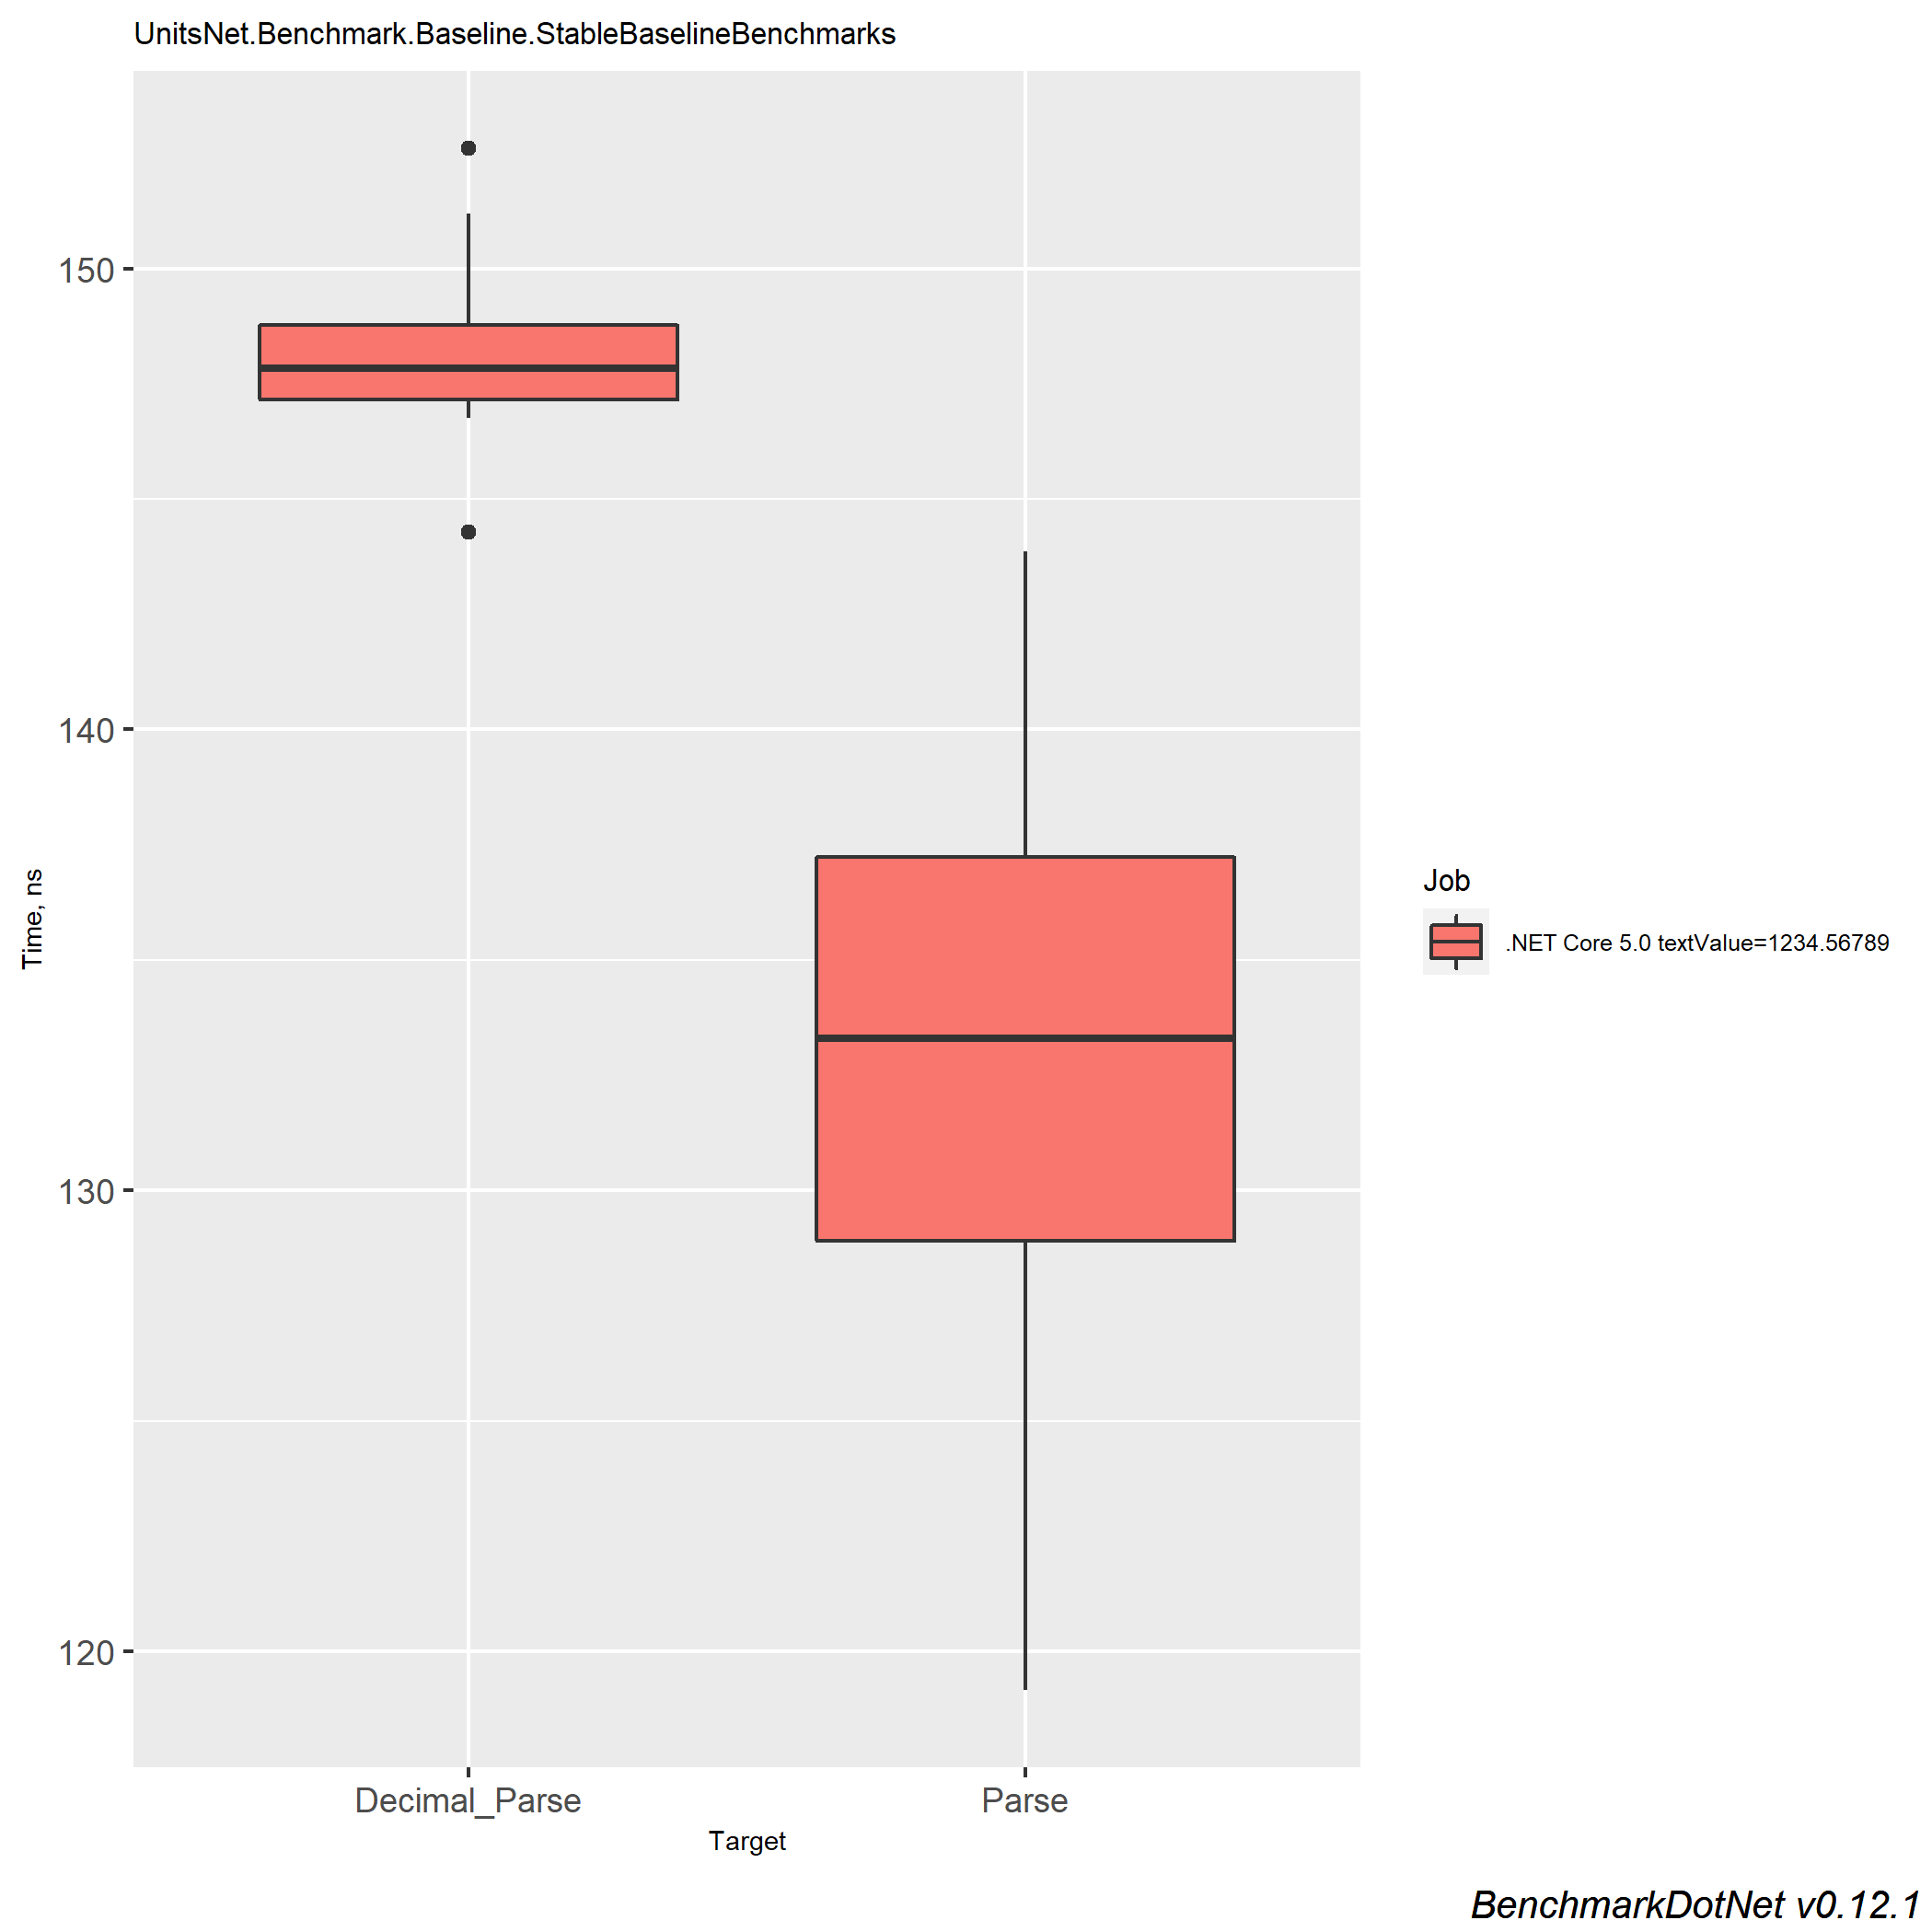 UnitsNet.Benchmark.Baseline.StableBaselineBenchmarks
150
140
130
120
Time, ns
Decimal_Parse
Parse
Target
Job
.NET Core 5.0 textValue=1234.56789
BenchmarkDotNet v0.12.1